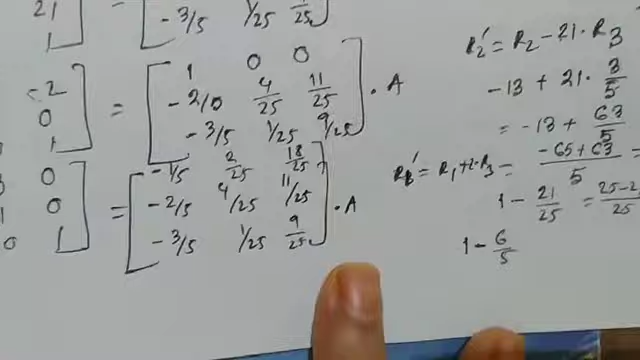 21 -3/5 1/25 9/25
1
-2 1 0 0
0 = -2/5 4/25 11/25 . A
1 -3/5 1/25 9/25
0 -1/5 2/25 18/25
0 = -2/5 4/25 11/25 . A
0 1 -3/5 1/25 9/25
R2' = R2 - 21 . R3
-13 + 21 . 3/5
= -13 + 63/5
R1' = R1 + 2 . R3 = -65 + 63 / 5 =
1 - 21/25 = 25 - 2
25
1 - 6/5